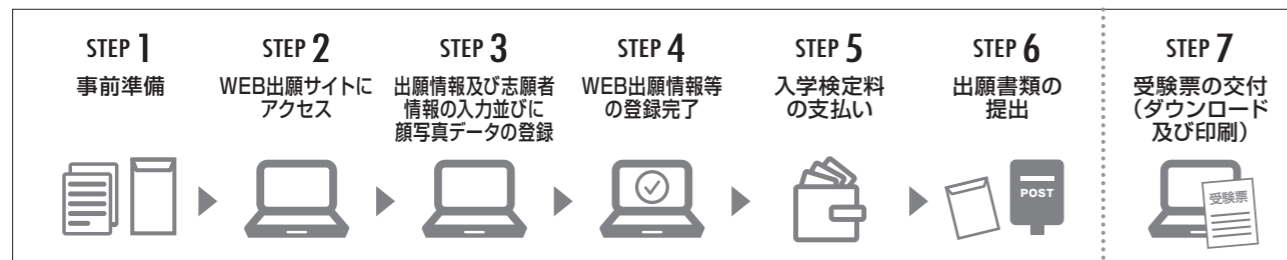 STEP 1
事前準備
STEP 2
WEB出願サイトに
アクセス
STEP 3
出願情報及び志願者
情報の入力並びに
顔写真データの登録
STEP 4
WEB出願情報等
の登録完了
STEP 5
入学検定料
の支払い
STEP 6
出願書類の
提出
POST
STEP 7
受験票の交付
(ダウンロード
及び印刷)
受験票